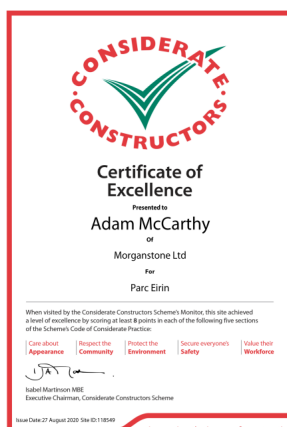 CONSIDERATE
CONSTRUCTORS
Certificate of
Excellence
Presented to
Adam McCarthy
Of
Morganstone Ltd
For
Parc Eirin
When visited by the Considerate Constructors Scheme's Monitor, this site achieved
a level of excellence by scoring at least 8 points in each of the following five sections
of the Scheme's Code of Considerate Practice:
Care about Respect the Protect the Secure everyone's Value their
Appearance Community Environment Safety Workforce
Isabel Martinson MBE
Executive Chairman, Considerate Constructors Scheme
Issue Date:27 August 2020 Site ID:118549